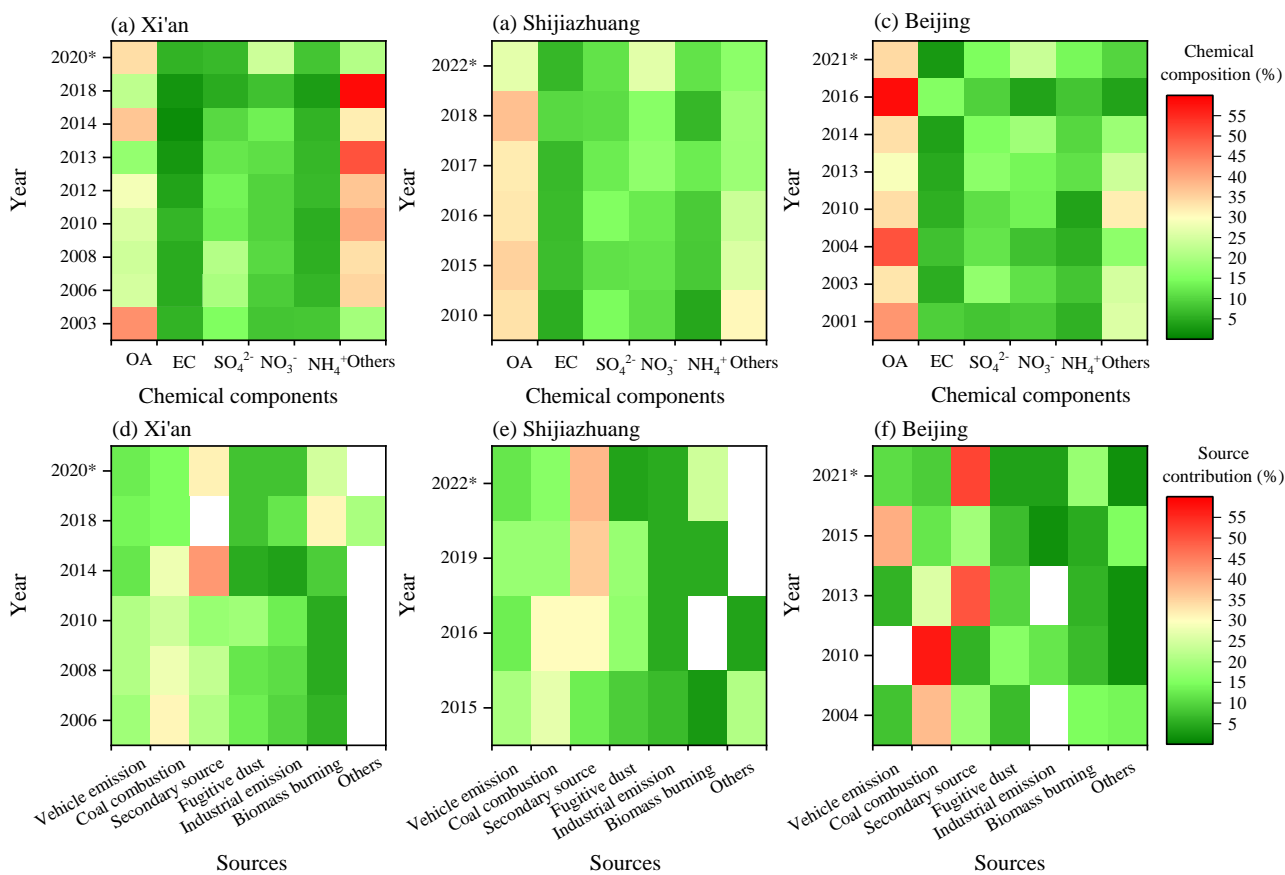 (a) Xi'an
(a) Shijiazhuang
(c) Beijing
Year
2020*
2018
2014
2013
2012
2010
2008
2006
2003
OA EC SO₄²⁻ NO₃⁻ NH₄⁺ Others
Chemical components
Year
2022*
2018
2017
2016
2015
2010
OA EC SO₄²⁻ NO₃⁻ NH₄⁺ Others
Chemical components
Year
2021*
2016
2014
2013
2010
2004
2003
2001
OA EC SO₄²⁻ NO₃⁻ NH₄⁺ Others
Chemical components
Chemical
composition (%)
55
50
45
40
35
30
25
20
15
10
5
(d) Xi'an
(e) Shijiazhuang
(f) Beijing
Year
2020*
2018
2014
2010
2008
2006
Vehicle emission
Coal combustion
Secondary source
Fugitive dust
Industrial emission
Biomass burning
Others
Sources
Year
2022*
2019
2016
2015
Vehicle emission
Coal combustion
Secondary source
Fugitive dust
Industrial emission
Biomass burning
Others
Sources
Year
2021*
2015
2013
2010
2004
Vehicle emission
Coal combustion
Secondary source
Fugitive dust
Industrial emission
Biomass burning
Others
Sources
Source
contribution (%)
55
50
45
40
35
30
25
20
15
10
5